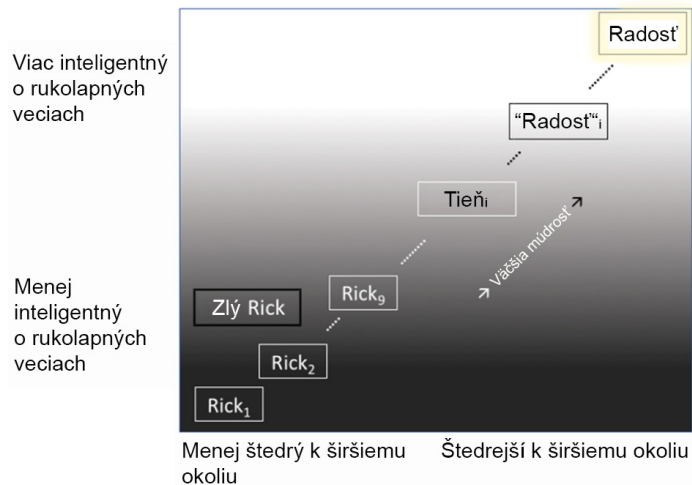 Radosť
Viac inteligentný
o rukolapných
veciach
“Radosť“ᵢ
Tieňᵢ
Väčšia múdrosť
Menej
inteligentný
o rukolapných
veciach
Zlý Rick
Rick₉
Rick₂
Rick₁
Menej štedrý k širšiemu
okoliu
Štedrejší k širšiemu okoliu